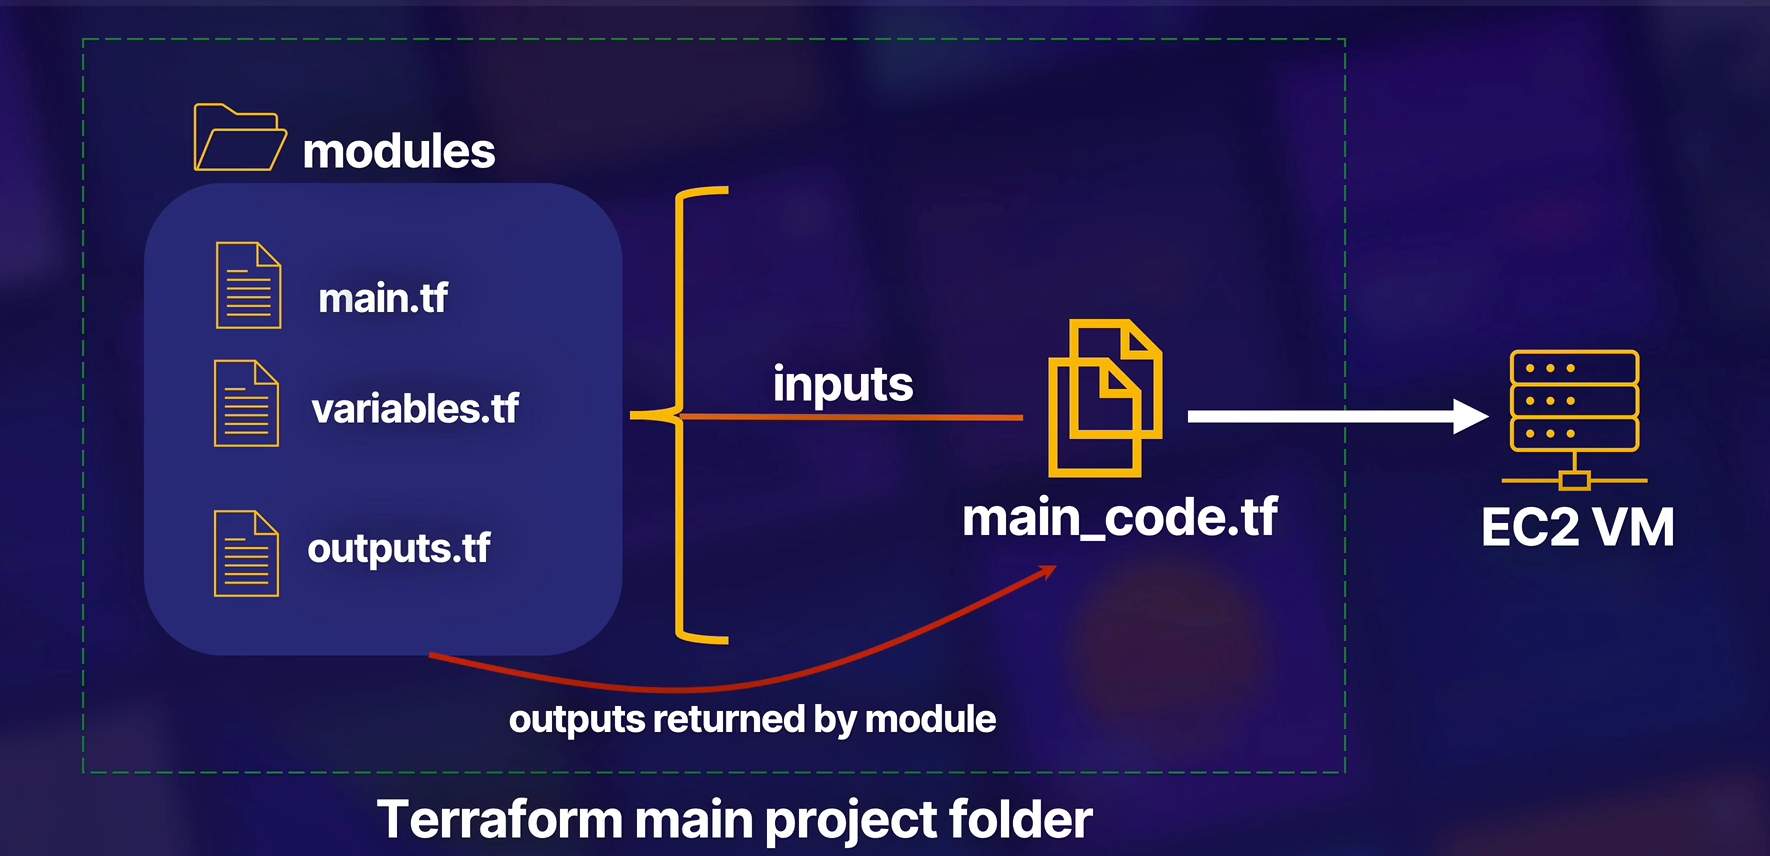 modules
main.tf
variables.tf
outputs.tf
inputs
main_code.tf
EC2 VM
outputs returned by module
Terraform main project folder